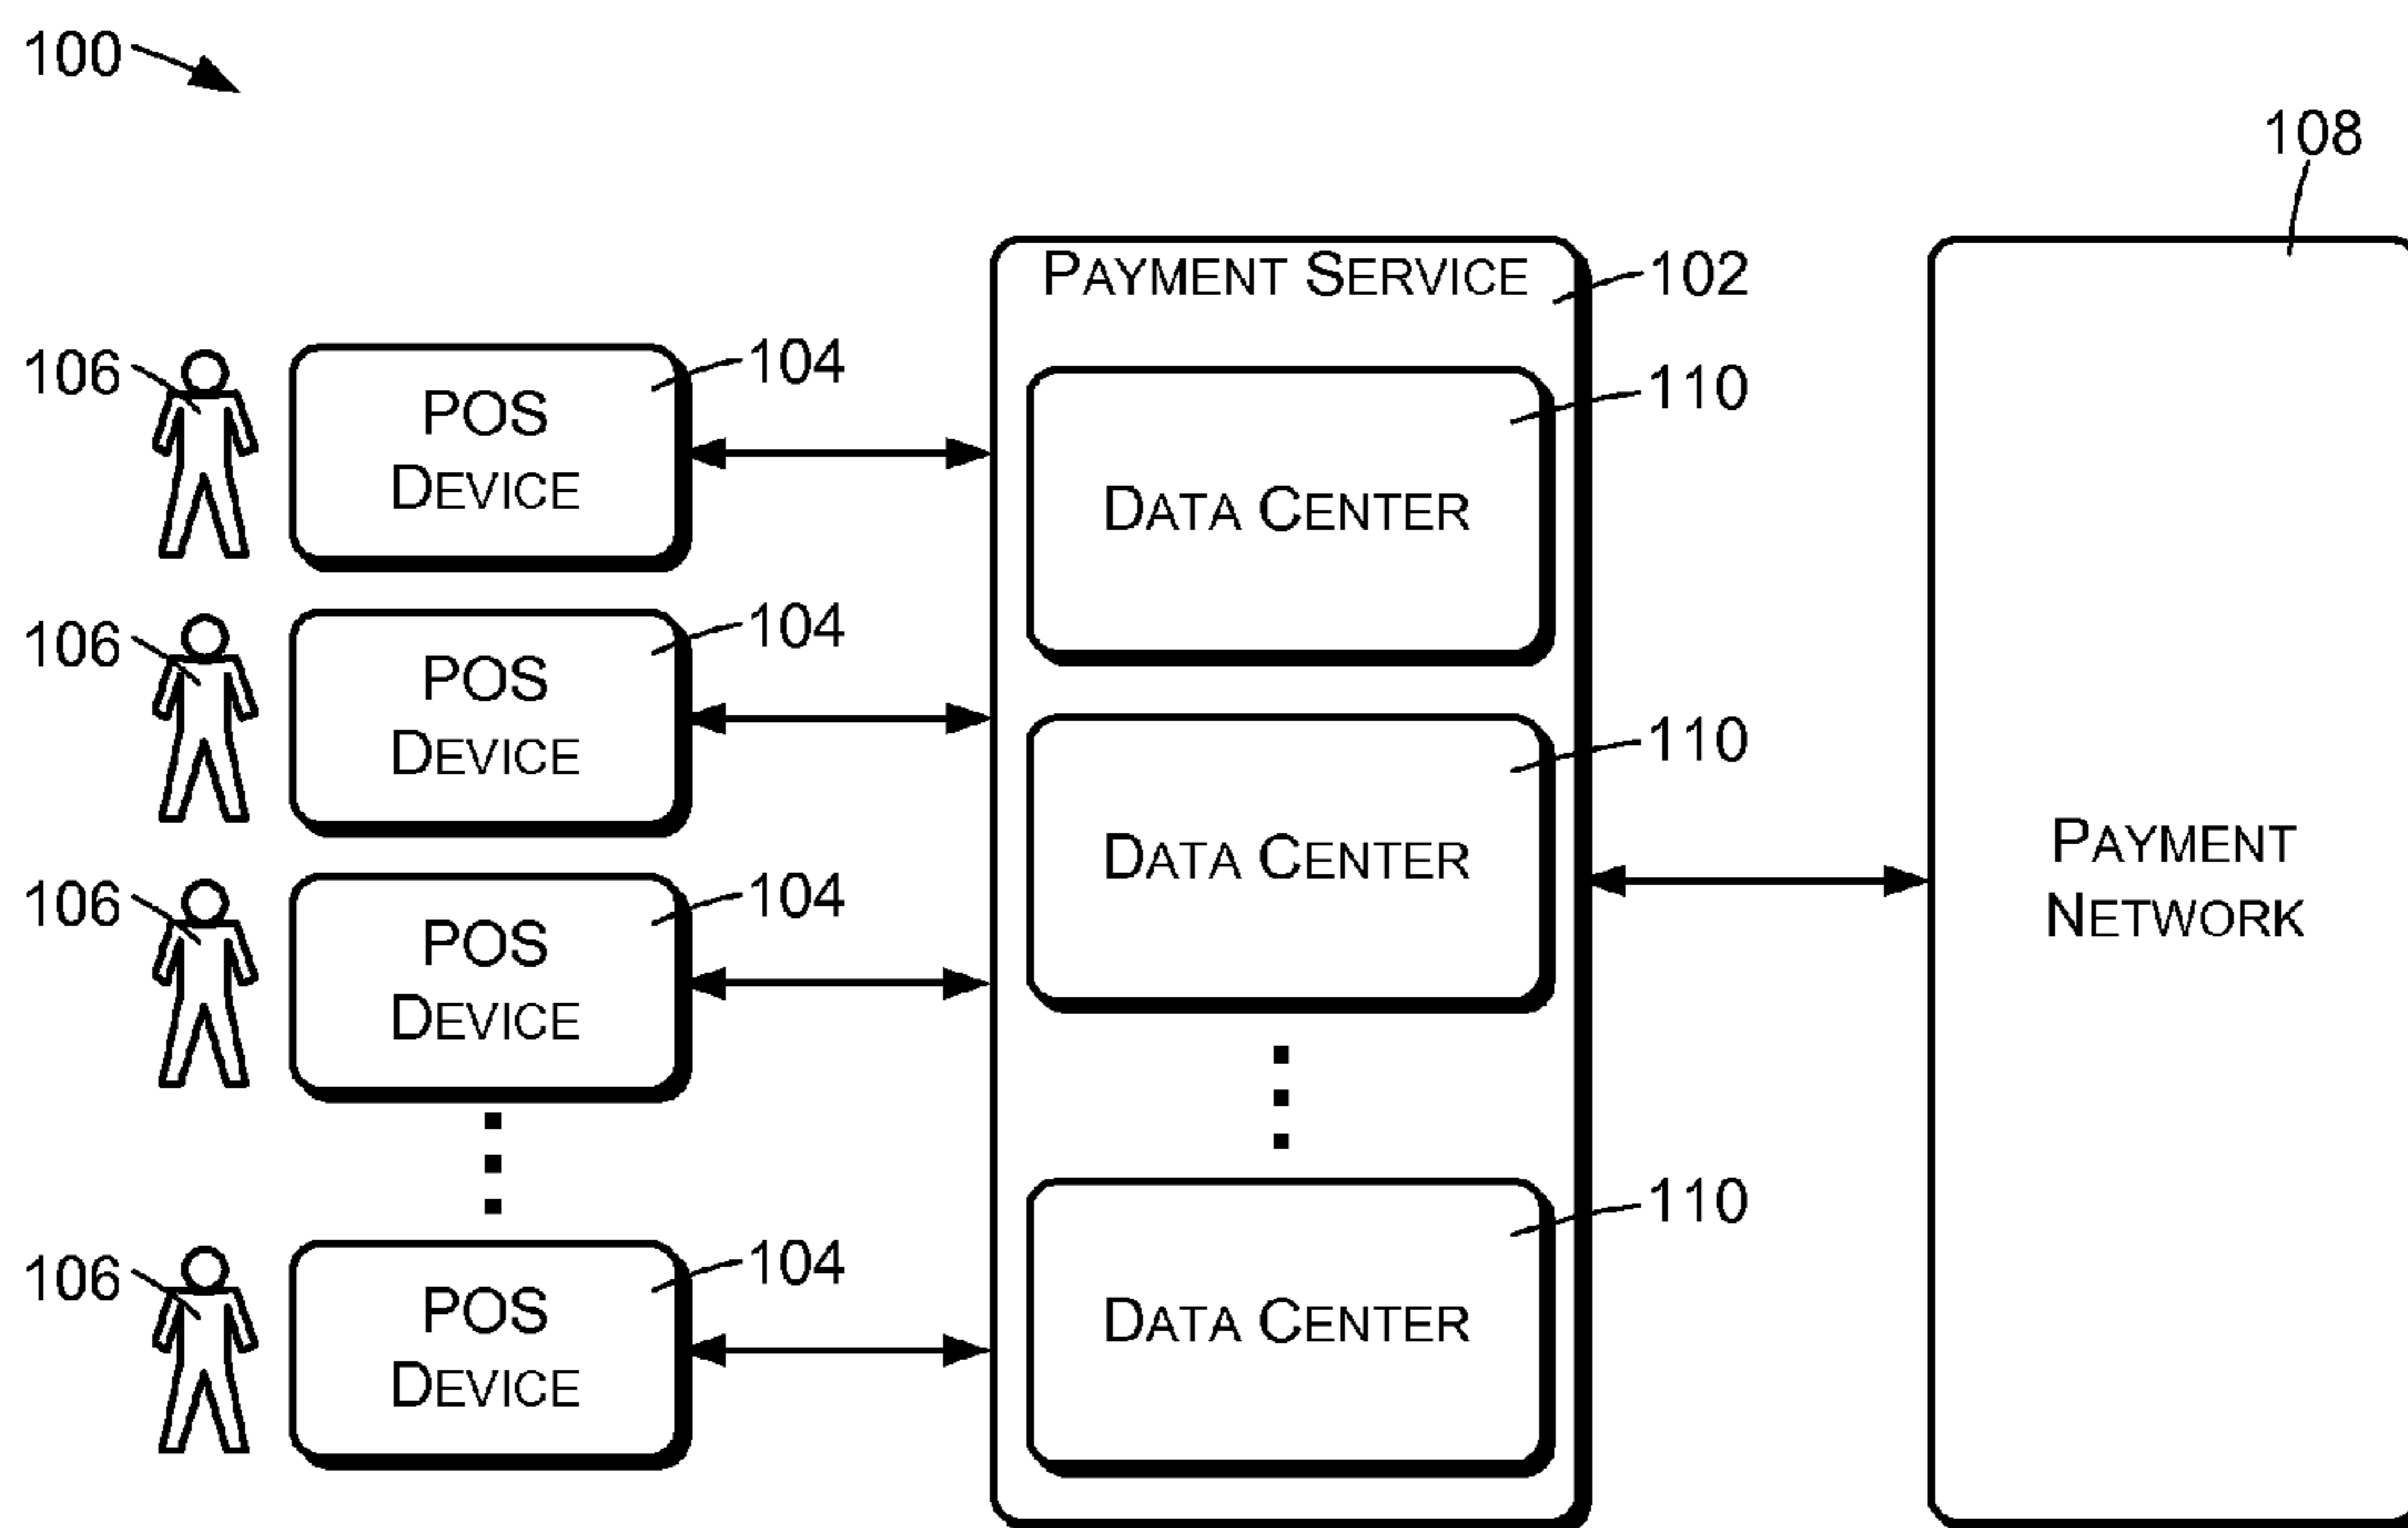 100
108
PAYMENT SERVICE
102
106
POS
DEVICE
104
DATA CENTER
110
106
POS
DEVICE
104
DATA CENTER
110
106
POS
DEVICE
104
PAYMENT
NETWORK
106
POS
DEVICE
104
DATA CENTER
110